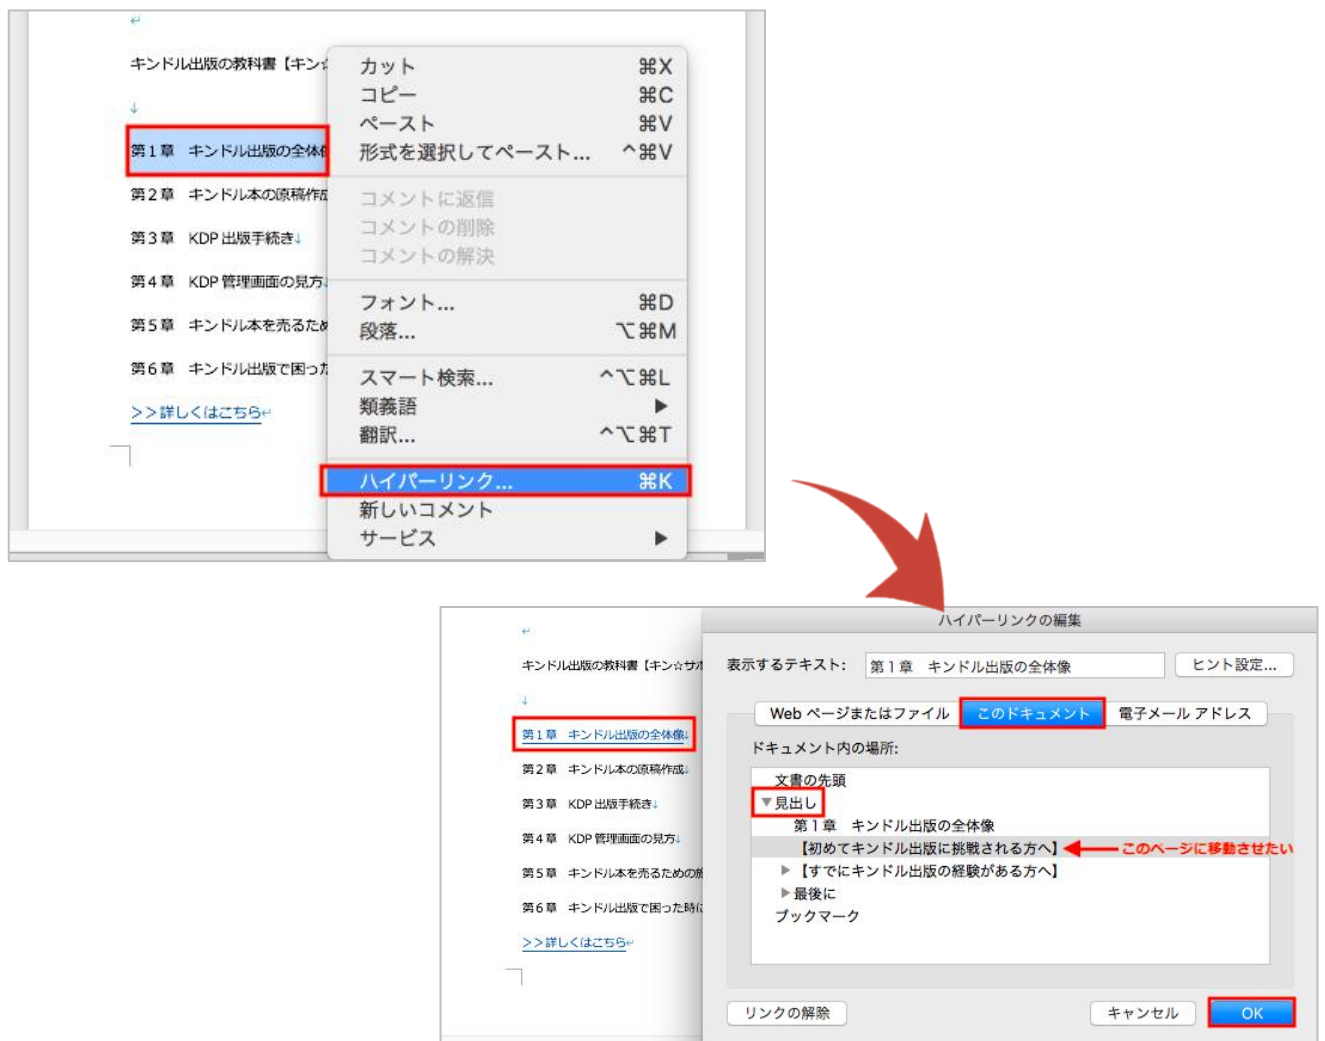 キンドル出版の教科書【キン☆
↓
第1章　キンドル出版の全体像
第2章　キンドル本の原稿作成
第3章　KDP 出版手続き↓
第4章　KDP 管理画面の見方↓
第5章　キンドル本を売るため
第6章　キンドル出版で困った
>>詳しくはこちら↵
カット ⌘X
コピー ⌘C
ペースト ⌘V
形式を選択してペースト... ^⌘V
コメントに返信
コメントの削除
コメントの解決
フォント... ⌘D
段落... ⌥⌘M
スマート検索... ^⌥⌘L
類義語 ▶
翻訳... ^⌥⌘T
ハイパーリンク... ⌘K
新しいコメント
サービス ▶
キンドル出版の教科書【キン☆サポ
↓
第1章　キンドル出版の全体像↓
第2章　キンドル本の原稿作成↓
第3章　KDP 出版手続き↓
第4章　KDP 管理画面の見方↓
第5章　キンドル本を売るための
第6章　キンドル出版で困った時に
>>詳しくはこちら↵
ハイパーリンクの編集
表示するテキスト: 第1章　キンドル出版の全体像 ヒント設定...
Web ページまたはファイル このドキュメント 電子メール アドレス
ドキュメント内の場所:
文書の先頭
▼見出し
第1章　キンドル出版の全体像
【初めてキンドル出版に挑戦される方へ】 このページに移動させたい
▶【すでにキンドル出版の経験がある方へ】
▶最後に
ブックマーク
リンクの解除 キャンセル OK